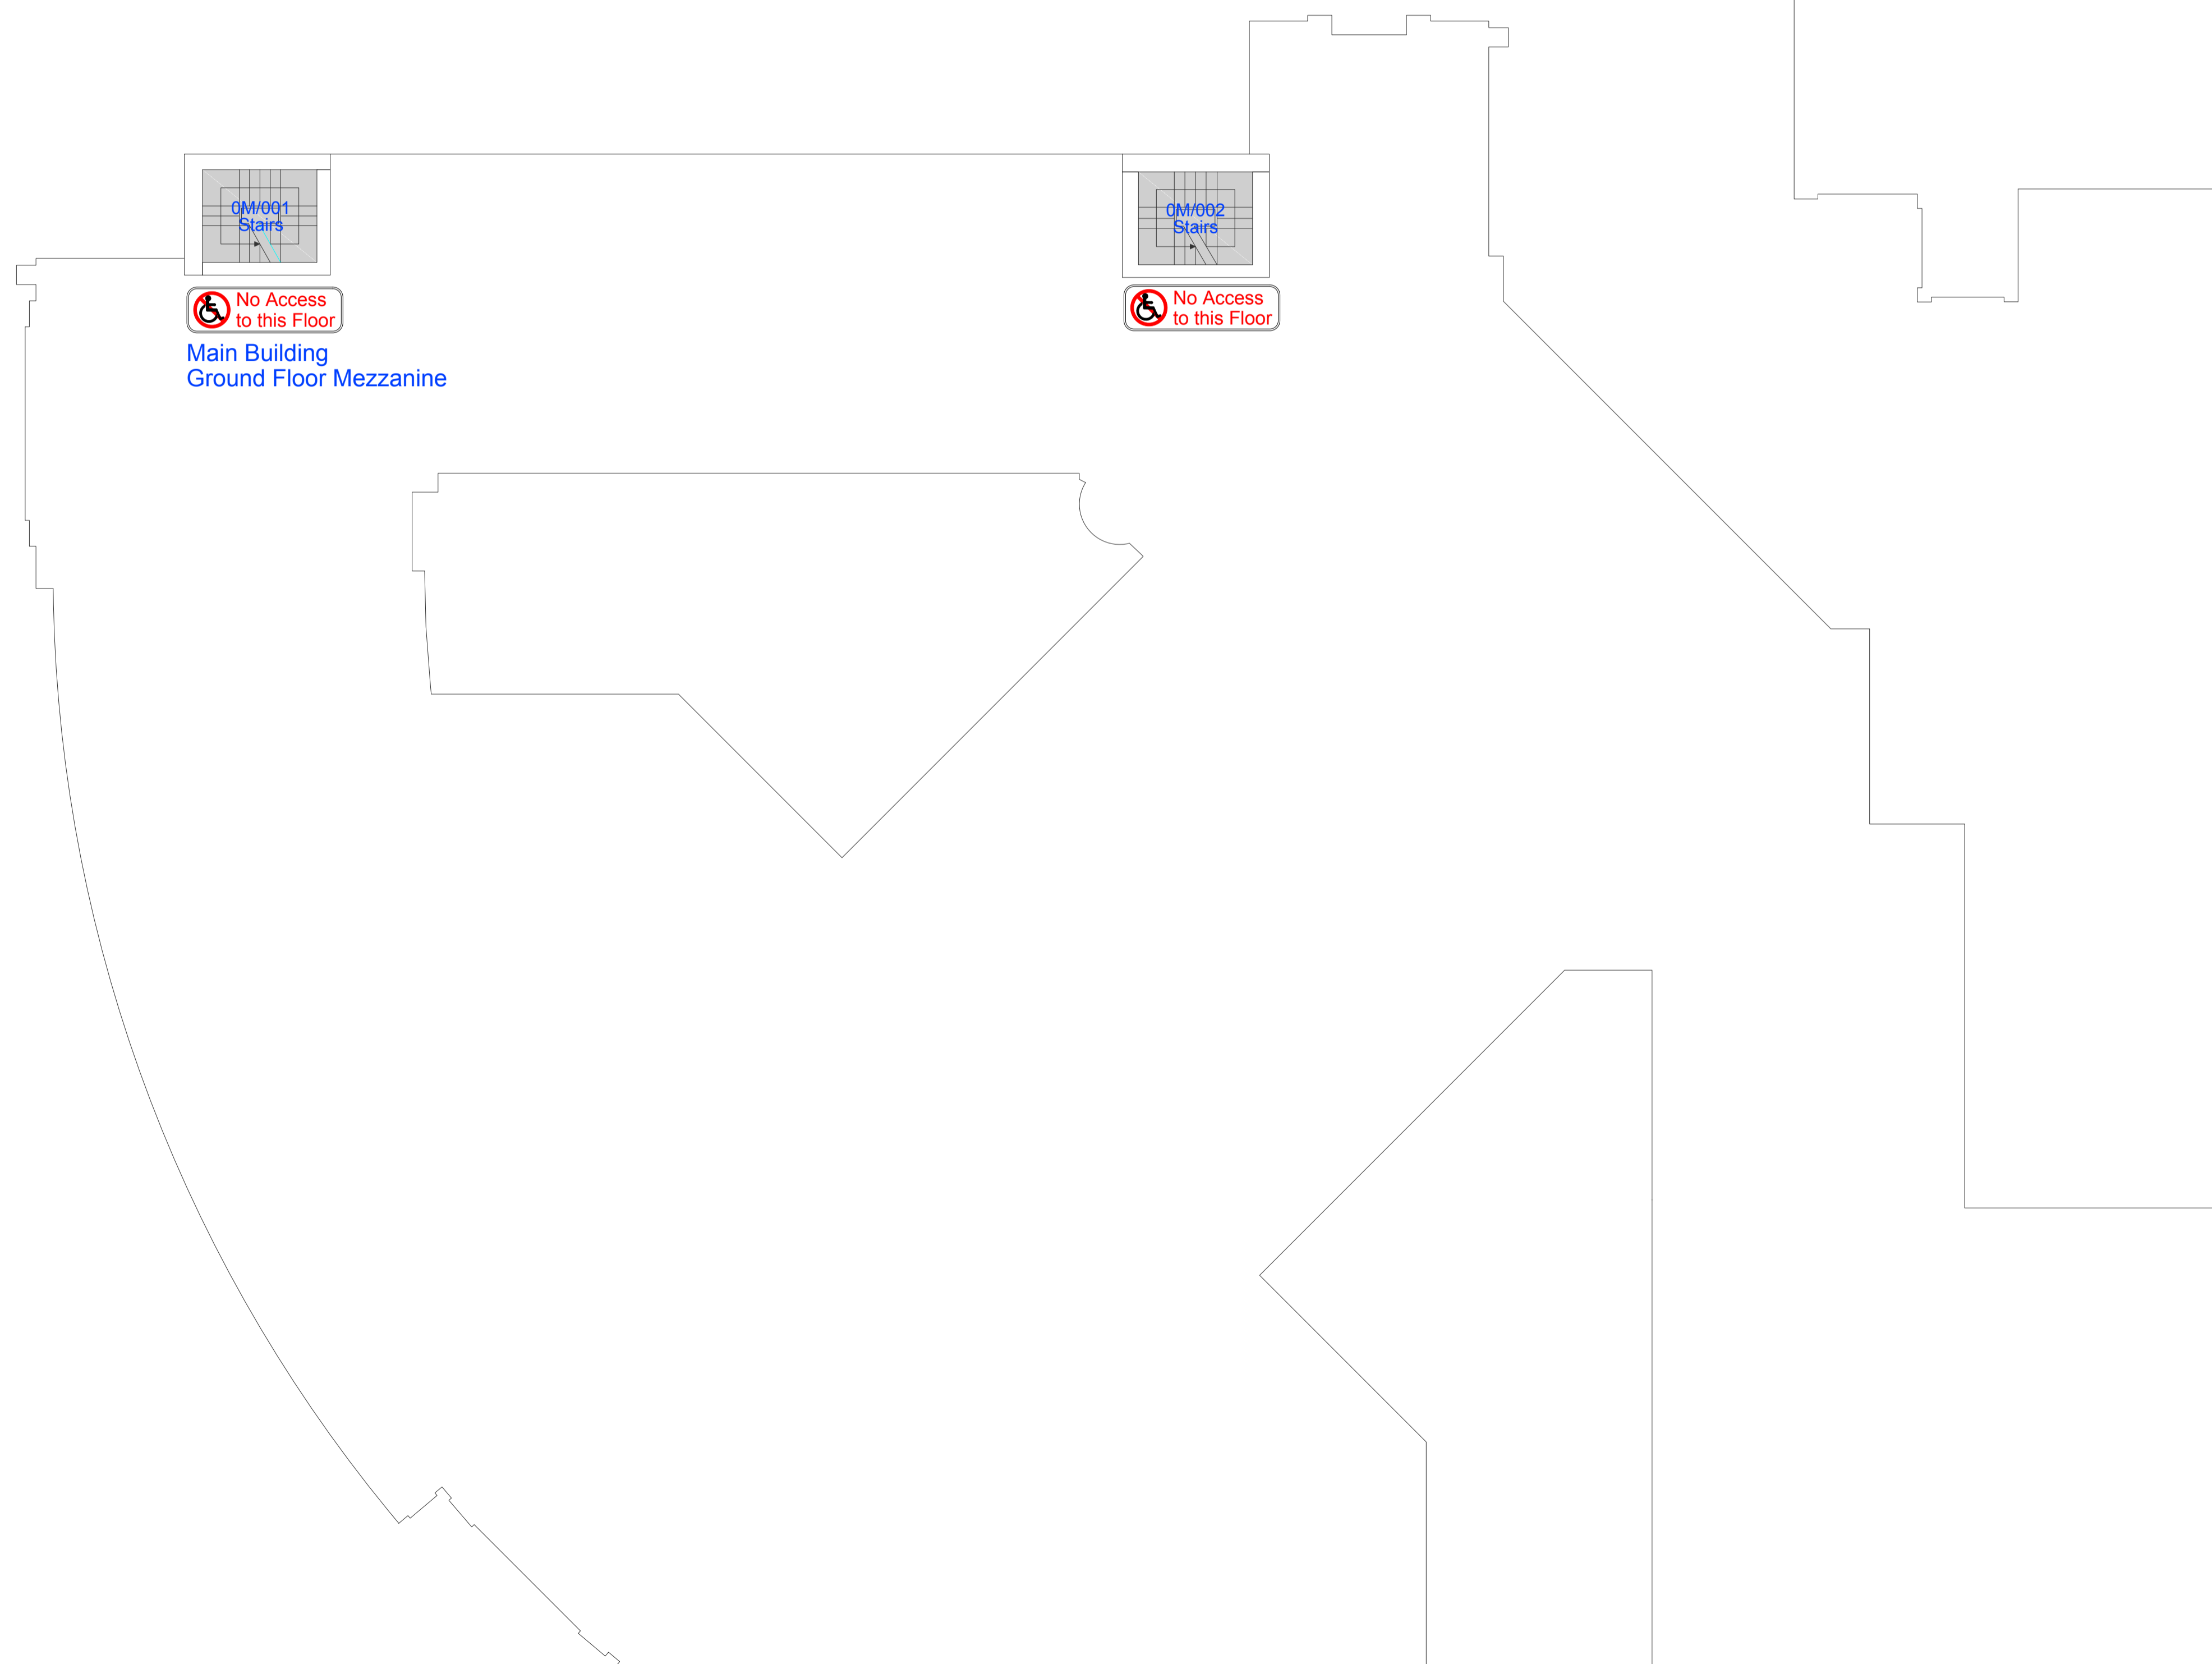 0M/001
Stairs
0M/002
Stairs
No Access
to this Floor
No Access
to this Floor
Main Building
Ground Floor Mezzanine